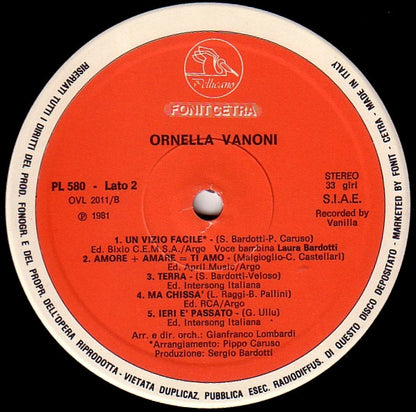 Pellicano
FONIT CETRA
ORNELLA VANONI
PL 580 - Lato 2
OVL 2011/B
℗ 1981
STEREO
33 giri
S.I.A.E.
Recorded by
Vanilla
1. UN VIZIO FACILE* - (S. Bardotti-P. Caruso)
Ed. Bixio C.E.M.S.A./Argo Voce bambina Laura Bardotti
2. AMORE + AMARE = TI AMO - (Malgioglio-C. Castellari)
Ed. April Music/Argo
3. TERRA - (S. Bardotti-Veloso)
Ed. Intersong Italiana
4. MA CHISSA' (L. Raggi-B. Pallini)
Ed. RCA/Argo
5. IERI E' PASSATO - (G. Ullu)
Ed. Intersong Italiana
Arr. e dir. orch.: Gianfranco Lombardi
*Arrangiamento: Pippo Caruso
Produzione: Sergio Bardotti
RISERVATI TUTTI I DIRITTI DEL PROD. FONOGR. E DEL PROPR. DELL'OPERA RIPRODOTTA - VIETATA DUPLICAZ. PUBBLICA ESEC. RADIODIFFUS. DI QUESTO DISCO DEPOSITATO - MARKETED BY FONIT - CETRA - MADE IN ITALY